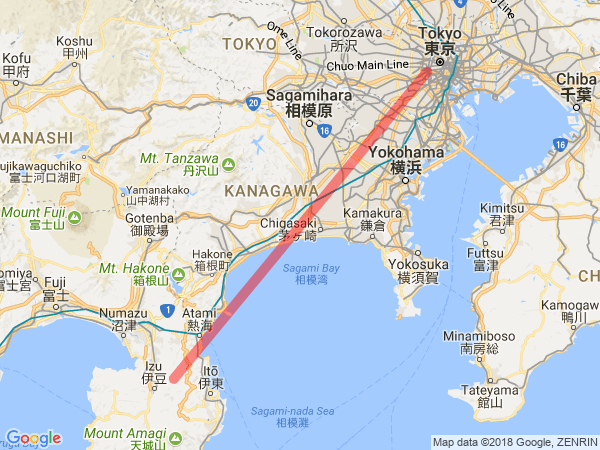 Ome Line
Tokorozawa
所沢
Tokyo
東京
Koshu
甲州
TOKYO
Kofu
甲府
Chuo Main Line
4
Chiba
千葉
Sagamihara
相模原
20
16
16
MANASHI
Yokohama
横浜
ujikawaguchiko
富士河口湖町
Mt. Tanzawa
丹沢山
Yamanakako
山中湖村
KANAGAWA
Mount Fuji
富士山
Gotenba
御殿場
Kamakura
鎌倉
Kimitsu
君津
Chigasaki
茅ヶ崎
Hakone
箱根町
Futtsu
富津
Mt. Hakone
箱根山
Sagami Bay
相模湾
Yokosuka
横須賀
CH
omiya
士宮
Fuji
富士
1
Atami
熱海
Numazu
沼津
Kamogawa
鴨川
Minamiboso
南房総
Izu
伊豆
Itō
伊東
Tateyama
館山
Sagami-nada Sea
相模灘
Mount Amagi
天城山
Google
Map data ©2018 Google, ZENRIN